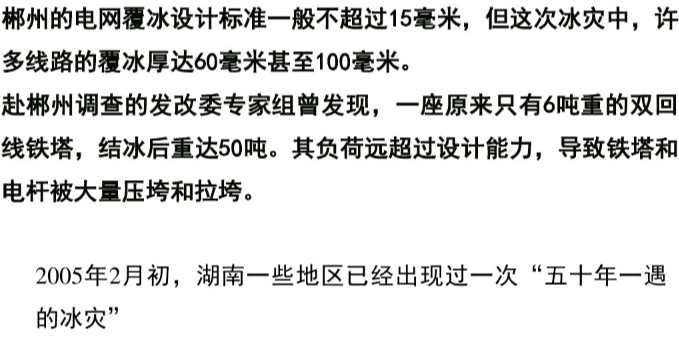 郴州的电网覆冰设计标准一般不超过15毫米，但这次冰灾中，许
多线路的覆冰厚达60毫米甚至100毫米。
赴郴州调查的发改委专家组曾发现，一座原来只有6吨重的双回
线铁塔，结冰后重达50吨。其负荷远超过设计能力，导致铁塔和
电杆被大量压垮和拉垮。
2005年2月初，湖南一些地区已经出现过一次“五十年一遇
的冰灾”